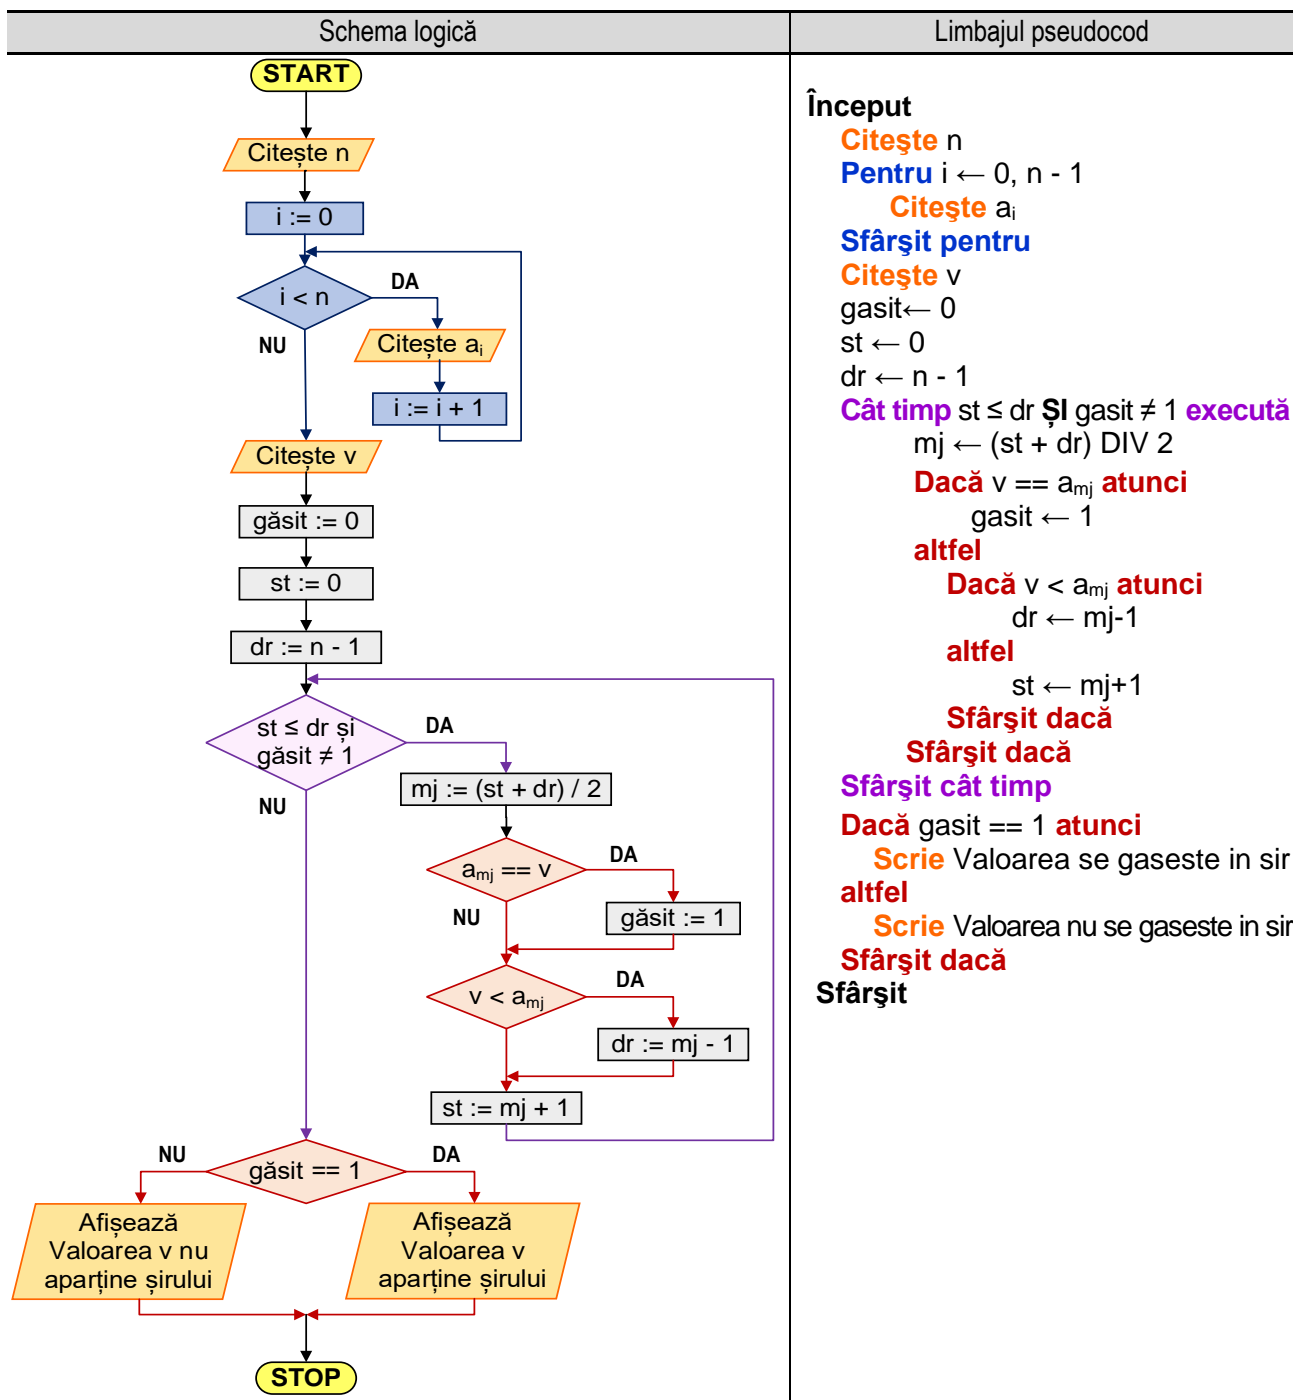 Schema logică
Limbajul pseudocod
START
Citește n
i := 0
i < n
DA
NU
Citește ai
i := i + 1
Citește v
găsit := 0
st := 0
dr := n - 1
st ≤ dr și
găsit ≠ 1
DA
NU
mj := (st + dr) / 2
amj == v
DA
NU
găsit := 1
v < amj
DA
dr := mj - 1
st := mj + 1
găsit == 1
NU
DA
Afișează
Valoarea v nu
aparține șirului
Afișează
Valoarea v
aparține șirului
STOP
Început
Citeşte n
Pentru i ← 0, n - 1
Citeşte ai
Sfârşit pentru
Citeşte v
gasit← 0
st ← 0
dr ← n - 1
Cât timp st ≤ dr ȘI gasit ≠ 1 execută
mj ← (st + dr) DIV 2
Dacă v == amj atunci
gasit ← 1
altfel
Dacă v < amj atunci
dr ← mj-1
altfel
st ← mj+1
Sfârşit dacă
Sfârşit dacă
Sfârşit cât timp
Dacă gasit == 1 atunci
Scrie Valoarea se gaseste in sir
altfel
Scrie Valoarea nu se gaseste in sir
Sfârşit dacă
Sfârşit